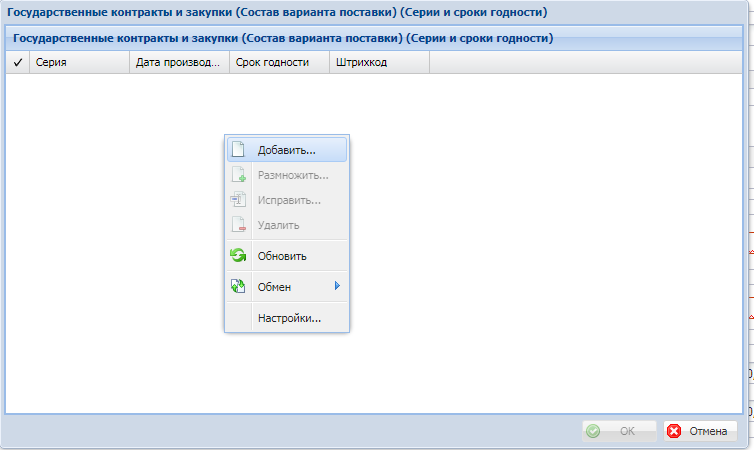 Государственные контракты и закупки (Состав варианта поставки) (Серии и сроки годности)
Государственные контракты и закупки (Состав варианта поставки) (Серии и сроки годности)
Серия Дата производ... Срок годности Штрихкод
Добавить...
Размножить...
Исправить...
Удалить
Обновить
Обмен
Настройки...
ОК Отмена